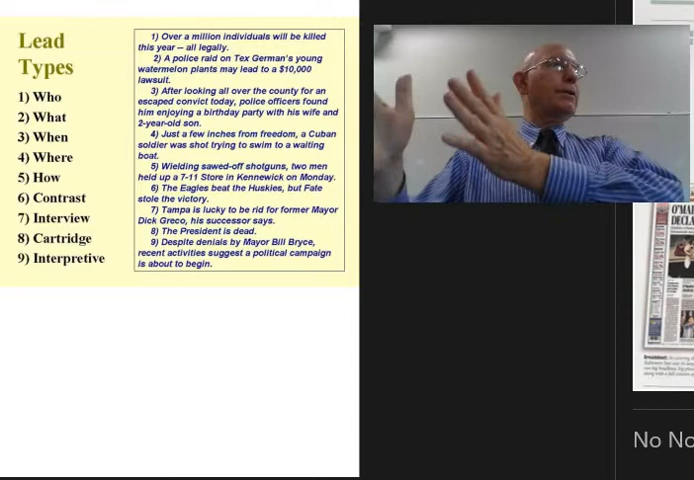 Lead
Types
1) Who
2) What
3) When
4) Where
5) How
6) Contrast
7) Interview
8) Cartridge
9) Interpretive
1) Over a million individuals will be killed
this year -- all legally.
2) A police raid on Tex German's young
watermelon plants may lead to a $10,000
lawsuit.
3) After looking all over the county for an
escaped convict today, police officers found
him enjoying a birthday party with his wife and
2-year-old son.
4) Just a few inches from freedom, a Cuban
soldier was shot trying to swim to a waiting
boat.
5) Wielding sawed-off shotguns, two men
held up a 7-11 Store in Kennewick on Monday.
6) The Eagles beat the Huskies, but Fate
stole the victory.
7) Tampa is lucky to be rid for former Mayor
Dick Greco, his successor says.
8) The President is dead.
9) Despite denials by Mayor Bill Bryce,
recent activities suggest a political campaign
is about to begin.
O'MA
DECLA
No No